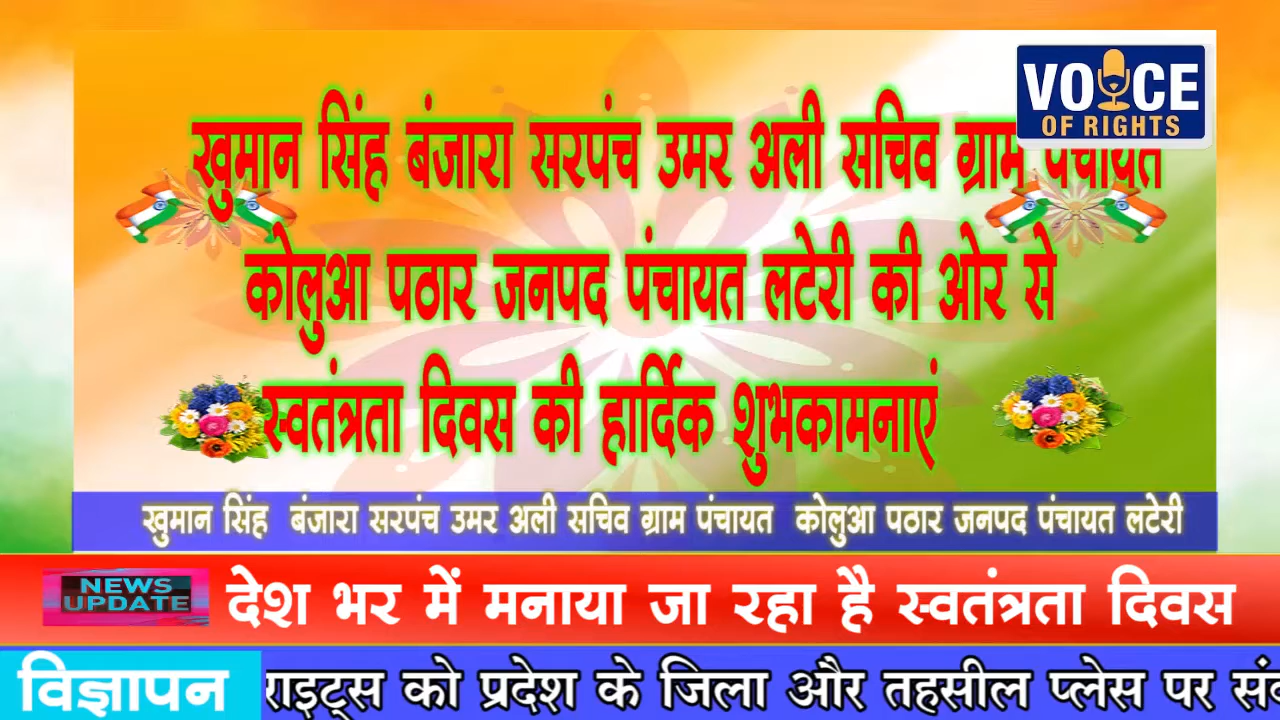 VOICE
OF RIGHTS
खुमान सिंह बंजारा सरपंच उमर अली सचिव ग्राम पंचायत
कोलुआ पठार जनपद पंचायत लटेरी की ओर से
स्वतंत्रता दिवस की हार्दिक शुभकामनाएं
खुमान सिंह बंजारा सरपंच उमर अली सचिव ग्राम पंचायत कोलुआ पठार जनपद पंचायत लटेरी
NEWS
UPDATE
देश भर में मनाया जा रहा है स्वतंत्रता दिवस
विज्ञापन
राइट्स को प्रदेश के जिला और तहसील प्लेस पर